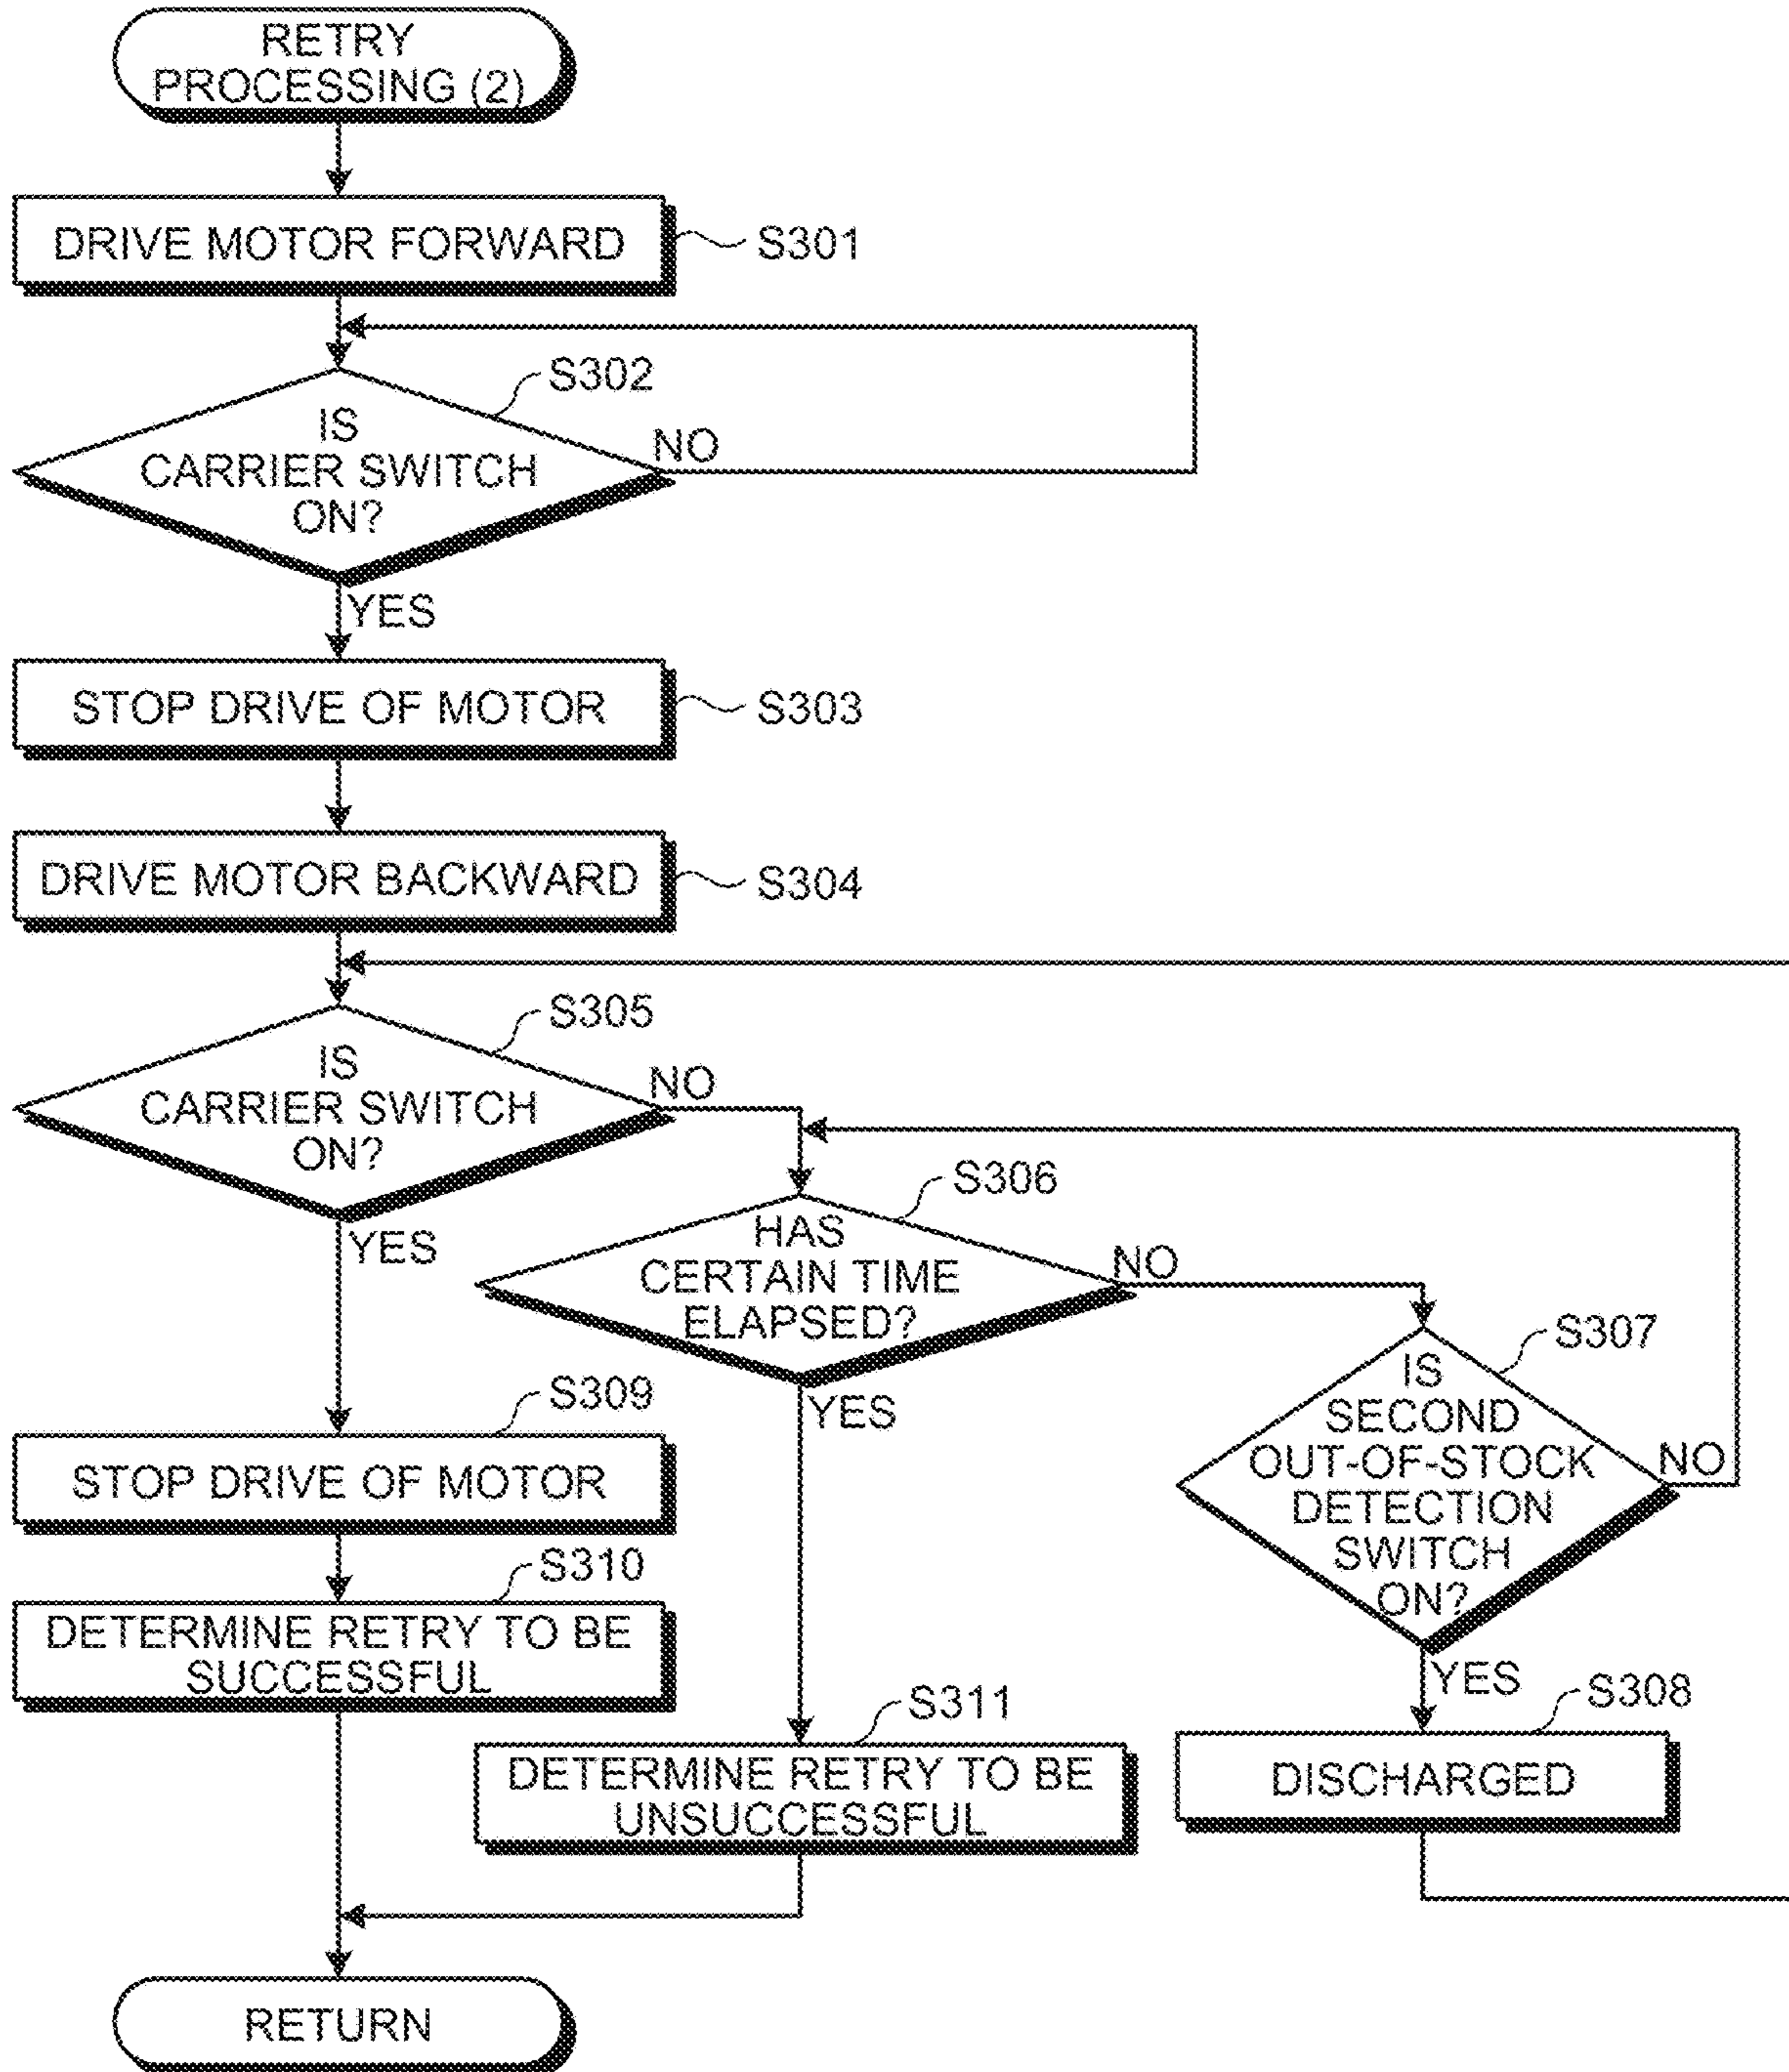 RETRY
PROCESSING (2)
DRIVE MOTOR FORWARD
S301
S302
IS
CARRIER SWITCH
ON?
NO
YES
STOP DRIVE OF MOTOR
S303
DRIVE MOTOR BACKWARD
S304
S305
IS
CARRIER SWITCH
ON?
NO
YES
S306
HAS
CERTAIN TIME
ELAPSED?
NO
YES
S307
IS
SECOND
OUT-OF-STOCK
DETECTION
SWITCH
ON?
NO
YES
S309
STOP DRIVE OF MOTOR
S310
DETERMINE RETRY TO BE
SUCCESSFUL
S311
DETERMINE RETRY TO BE
UNSUCCESSFUL
S308
DISCHARGED
RETURN